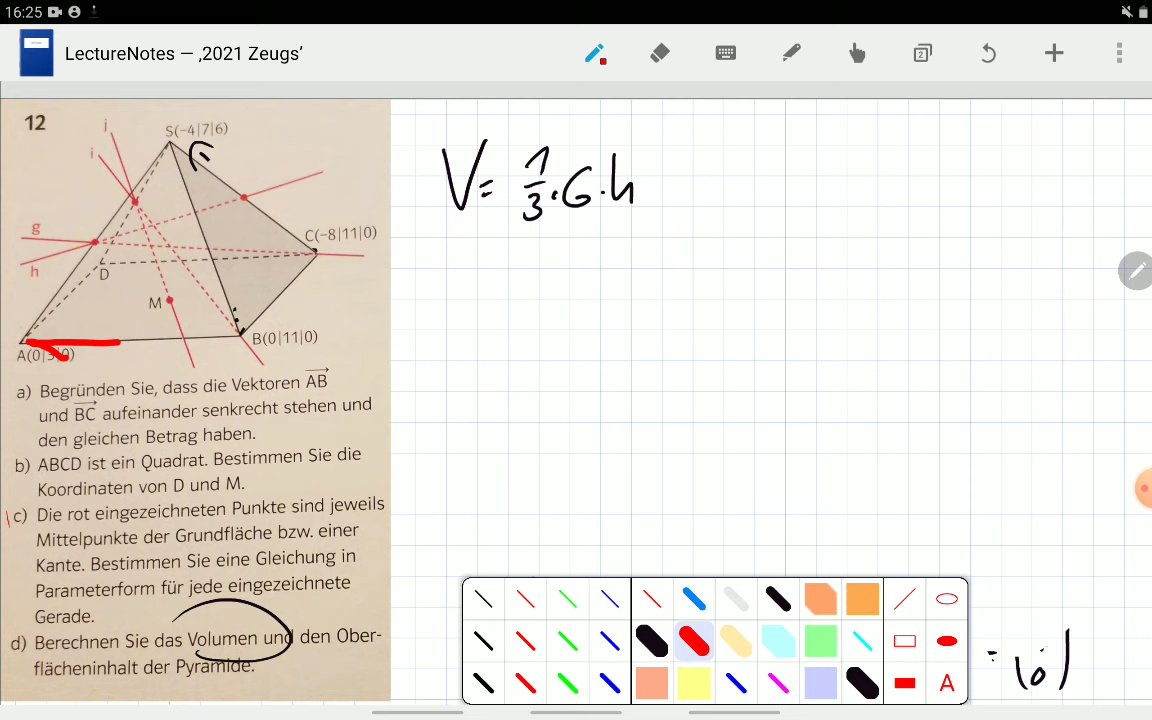 16:25
LectureNotes — ‚2021 Zeugs’
2
12
S(-4|7|6)
j
i
g
h
C(-8|11|0)
D
M
B(0|11|0)
A(0|3|0)
a) Begründen Sie, dass die Vektoren AB
und BC aufeinander senkrecht stehen und
den gleichen Betrag haben.
b) ABCD ist ein Quadrat. Bestimmen Sie die
Koordinaten von D und M.
c) Die rot eingezeichneten Punkte sind jeweils
Mittelpunkte der Grundfläche bzw. einer
Kante. Bestimmen Sie eine Gleichung in
Parameterform für jede eingezeichnete
Gerade.
d) Berechnen Sie das Volumen und den Ober-
flächeninhalt der Pyramide.
V = 1/3 · G · h
A